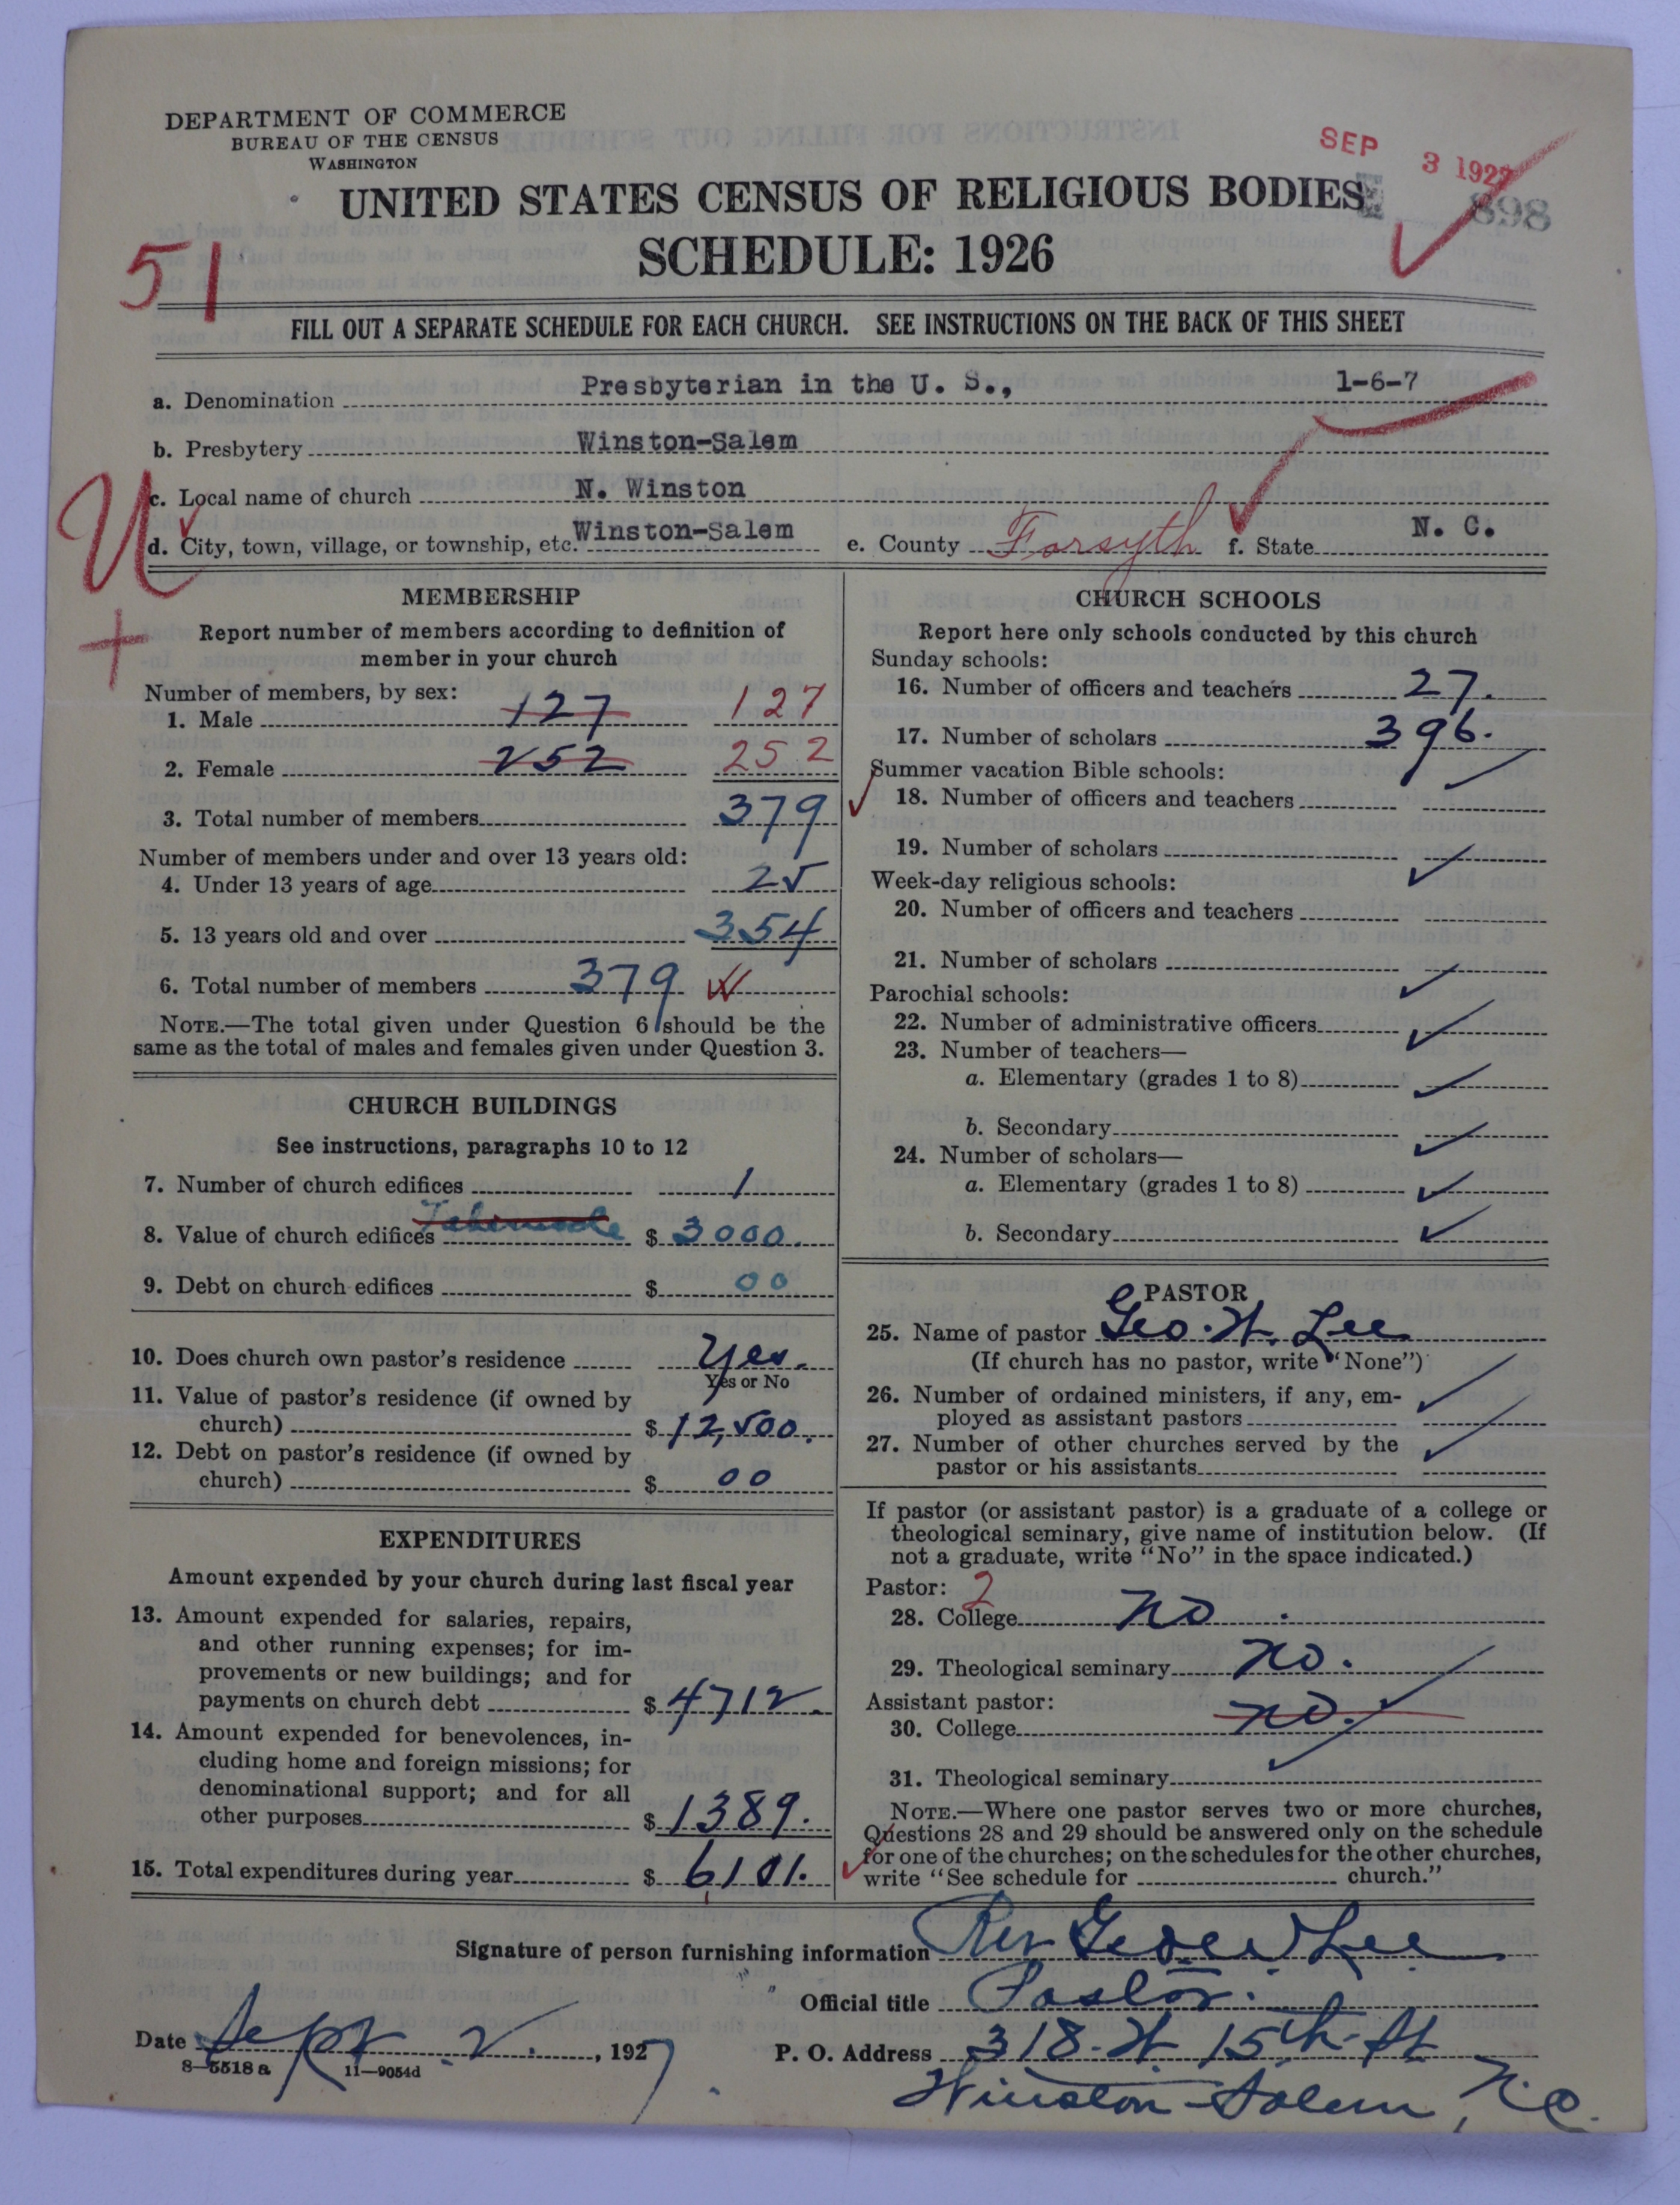 DEPARTMENT OF COMMERCE
BUREAU OF THE CENSUS
WASHINGTON
SEP 3 1927
898
UNITED STATES CENSUS OF RELIGIOUS BODIES
SCHEDULE: 1926
51
FILL OUT A SEPARATE SCHEDULE FOR EACH CHURCH. SEE INSTRUCTIONS ON THE BACK OF THIS SHEET
a. Denomination Presbyterian in the U. S., 1-6-7
b. Presbytery Winston-Salem
c. Local name of church N. Winston
d. City, town, village, or township, etc. Winston-Salem e. County Forsyth f. State N. C.
U
+
MEMBERSHIP
Report number of members according to definition of
member in your church
Number of members, by sex:
1. Male 127 127
2. Female 252 252
3. Total number of members 379
Number of members under and over 13 years old:
4. Under 13 years of age 25
5. 13 years old and over 354
6. Total number of members 379
NOTE.—The total given under Question 6 should be the
same as the total of males and females given under Question 3.
CHURCH BUILDINGS
See instructions, paragraphs 10 to 12
7. Number of church edifices 1
8. Value of church edifices $ 3000.
9. Debt on church edifices $ 00
10. Does church own pastor's residence Yes.
Yes or No
11. Value of pastor's residence (if owned by
church) $ 12,500.
12. Debt on pastor's residence (if owned by
church) $ 00
EXPENDITURES
Amount expended by your church during last fiscal year
13. Amount expended for salaries, repairs,
and other running expenses; for im-
provements or new buildings; and for
payments on church debt $ 4712.
14. Amount expended for benevolences, in-
cluding home and foreign missions; for
denominational support; and for all
other purposes $ 1389.
15. Total expenditures during year $ 6,101.
CHURCH SCHOOLS
Report here only schools conducted by this church
Sunday schools:
16. Number of officers and teachers 27.
17. Number of scholars 396.
Summer vacation Bible schools:
18. Number of officers and teachers
19. Number of scholars
Week-day religious schools:
20. Number of officers and teachers
21. Number of scholars
Parochial schools:
22. Number of administrative officers
23. Number of teachers—
a. Elementary (grades 1 to 8)
b. Secondary
24. Number of scholars—
a. Elementary (grades 1 to 8)
b. Secondary
PASTOR
25. Name of pastor Geo. W. Lee
(If church has no pastor, write "None")
26. Number of ordained ministers, if any, em-
ployed as assistant pastors
27. Number of other churches served by the
pastor or his assistants
If pastor (or assistant pastor) is a graduate of a college or
theological seminary, give name of institution below. (If
not a graduate, write "No" in the space indicated.)
Pastor: 2
28. College no.
29. Theological seminary no.
Assistant pastor:
30. College no.
31. Theological seminary
NOTE.—Where one pastor serves two or more churches,
Questions 28 and 29 should be answered only on the schedule
for one of the churches; on the schedules for the other churches,
write "See schedule for church."
Signature of person furnishing information Rev Geo W Lee
Official title Pastor.
Date Sept 2. , 1927
P. O. Address 318. W 15th St
8—5518 a 11—9054d
Winston-Salem, N.C.